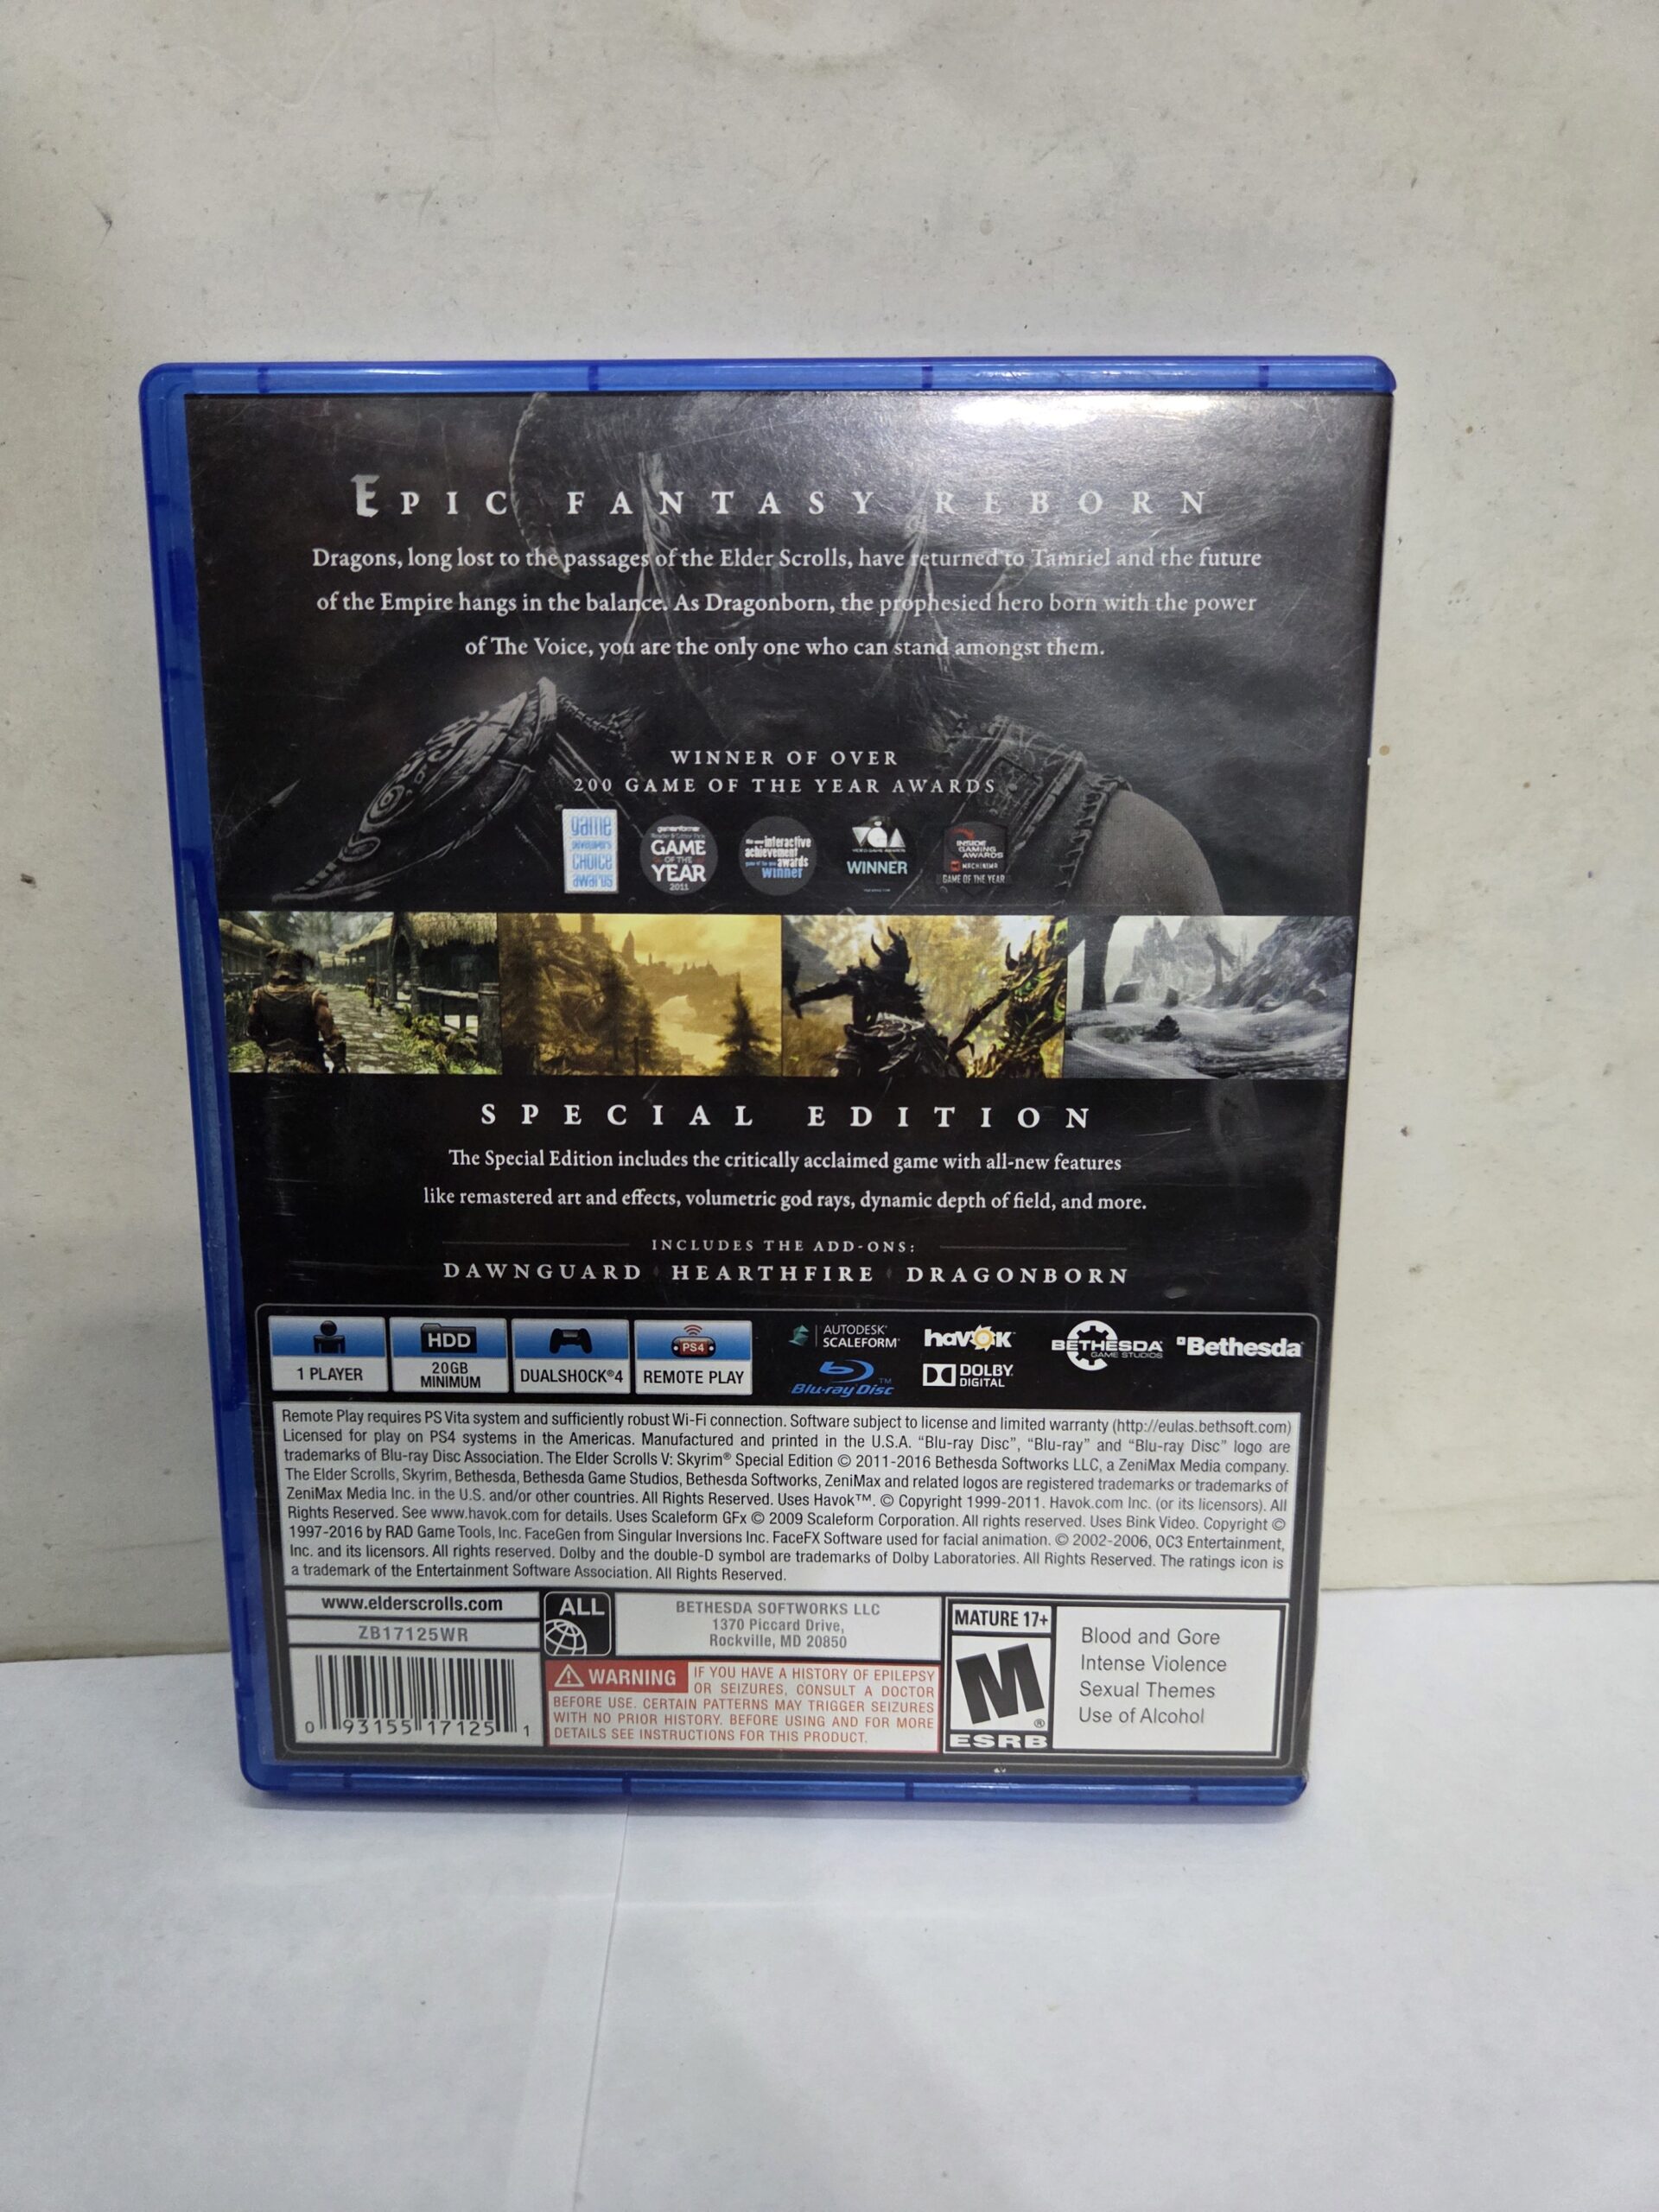 EPIC FANTASY REBORN
Dragons, long lost to the passages of the Elder Scrolls, have returned to Tamriel and the future
of the Empire hangs in the balance. As Dragonborn, the prophesied hero born with the power
of The Voice, you are the only one who can stand amongst them.
WINNER OF OVER
200 GAME OF THE YEAR AWARDS
game
developers
CHOICE
awards
gameinformer
GAME
OF THE
YEAR
2011
interactive
achievement
awards
winner
VGA
VIDEO GAME AWARDS
WINNER
INSIDE
GAMING
AWARDS
MACHINIMA
GAME OF THE YEAR
SPECIAL EDITION
The Special Edition includes the critically acclaimed game with all-new features
like remastered art and effects, volumetric god rays, dynamic depth of field, and more.
INCLUDES THE ADD-ONS:
DAWNGUARD HEARTHFIRE DRAGONBORN
1 PLAYER
HDD
20GB
MINIMUM
DUALSHOCK®4
PS4
REMOTE PLAY
AUTODESK®
SCALEFORM®
havok
BETHESDA
GAME STUDIOS
Bethesda
Blu-ray Disc™
DOLBY
DIGITAL
Remote Play requires PS Vita system and sufficiently robust Wi-Fi connection. Software subject to license and limited warranty (http://eulas.bethsoft.com)
Licensed for play on PS4 systems in the Americas. Manufactured and printed in the U.S.A. “Blu-ray Disc”, “Blu-ray” and “Blu-ray Disc” logo are
trademarks of Blu-ray Disc Association. The Elder Scrolls V: Skyrim® Special Edition © 2011-2016 Bethesda Softworks LLC, a ZeniMax Media company.
The Elder Scrolls, Skyrim, Bethesda, Bethesda Game Studios, Bethesda Softworks, ZeniMax and related logos are registered trademarks or trademarks of
ZeniMax Media Inc. in the U.S. and/or other countries. All Rights Reserved. Uses Havok™. © Copyright 1999-2011. Havok.com Inc. (or its licensors). All
Rights Reserved. See www.havok.com for details. Uses Scaleform GFx © 2009 Scaleform Corporation. All rights reserved. Uses Bink Video. Copyright ©
1997-2016 by RAD Game Tools, Inc. FaceGen from Singular Inversions Inc. FaceFX Software used for facial animation. © 2002-2006, OC3 Entertainment,
Inc. and its licensors. All rights reserved. Dolby and the double-D symbol are trademarks of Dolby Laboratories. All Rights Reserved. The ratings icon is
a trademark of the Entertainment Software Association. All Rights Reserved.
www.elderscrolls.com
ZB17125WR
0 93155 17125 1
ALL
BETHESDA SOFTWORKS LLC
1370 Piccard Drive,
Rockville, MD 20850
WARNING IF YOU HAVE A HISTORY OF EPILEPSY
OR SEIZURES, CONSULT A DOCTOR
BEFORE USE. CERTAIN PATTERNS MAY TRIGGER SEIZURES
WITH NO PRIOR HISTORY. BEFORE USING AND FOR MORE
DETAILS SEE INSTRUCTIONS FOR THIS PRODUCT.
MATURE 17+
M®
ESRB
Blood and Gore
Intense Violence
Sexual Themes
Use of Alcohol